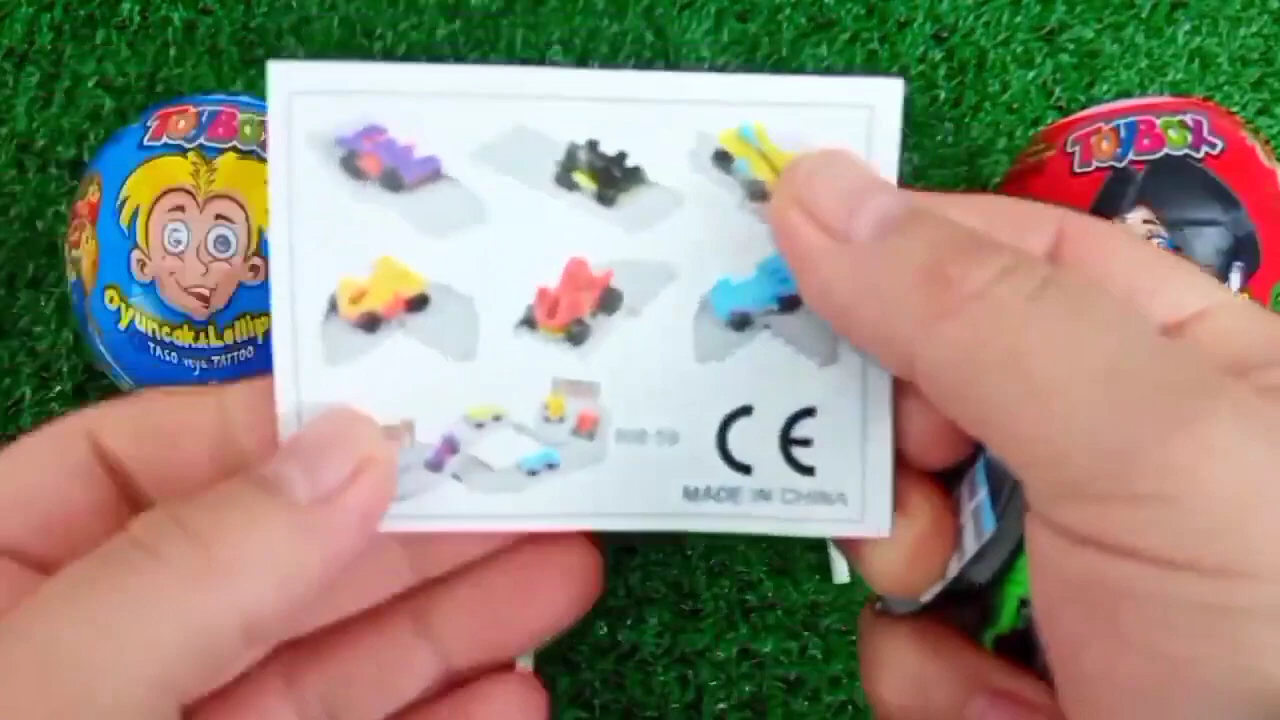 TOYBOX
Oyuncak&Lollip
TASO veya TATTOO
TOYBOX
CE
MADE IN CHINA